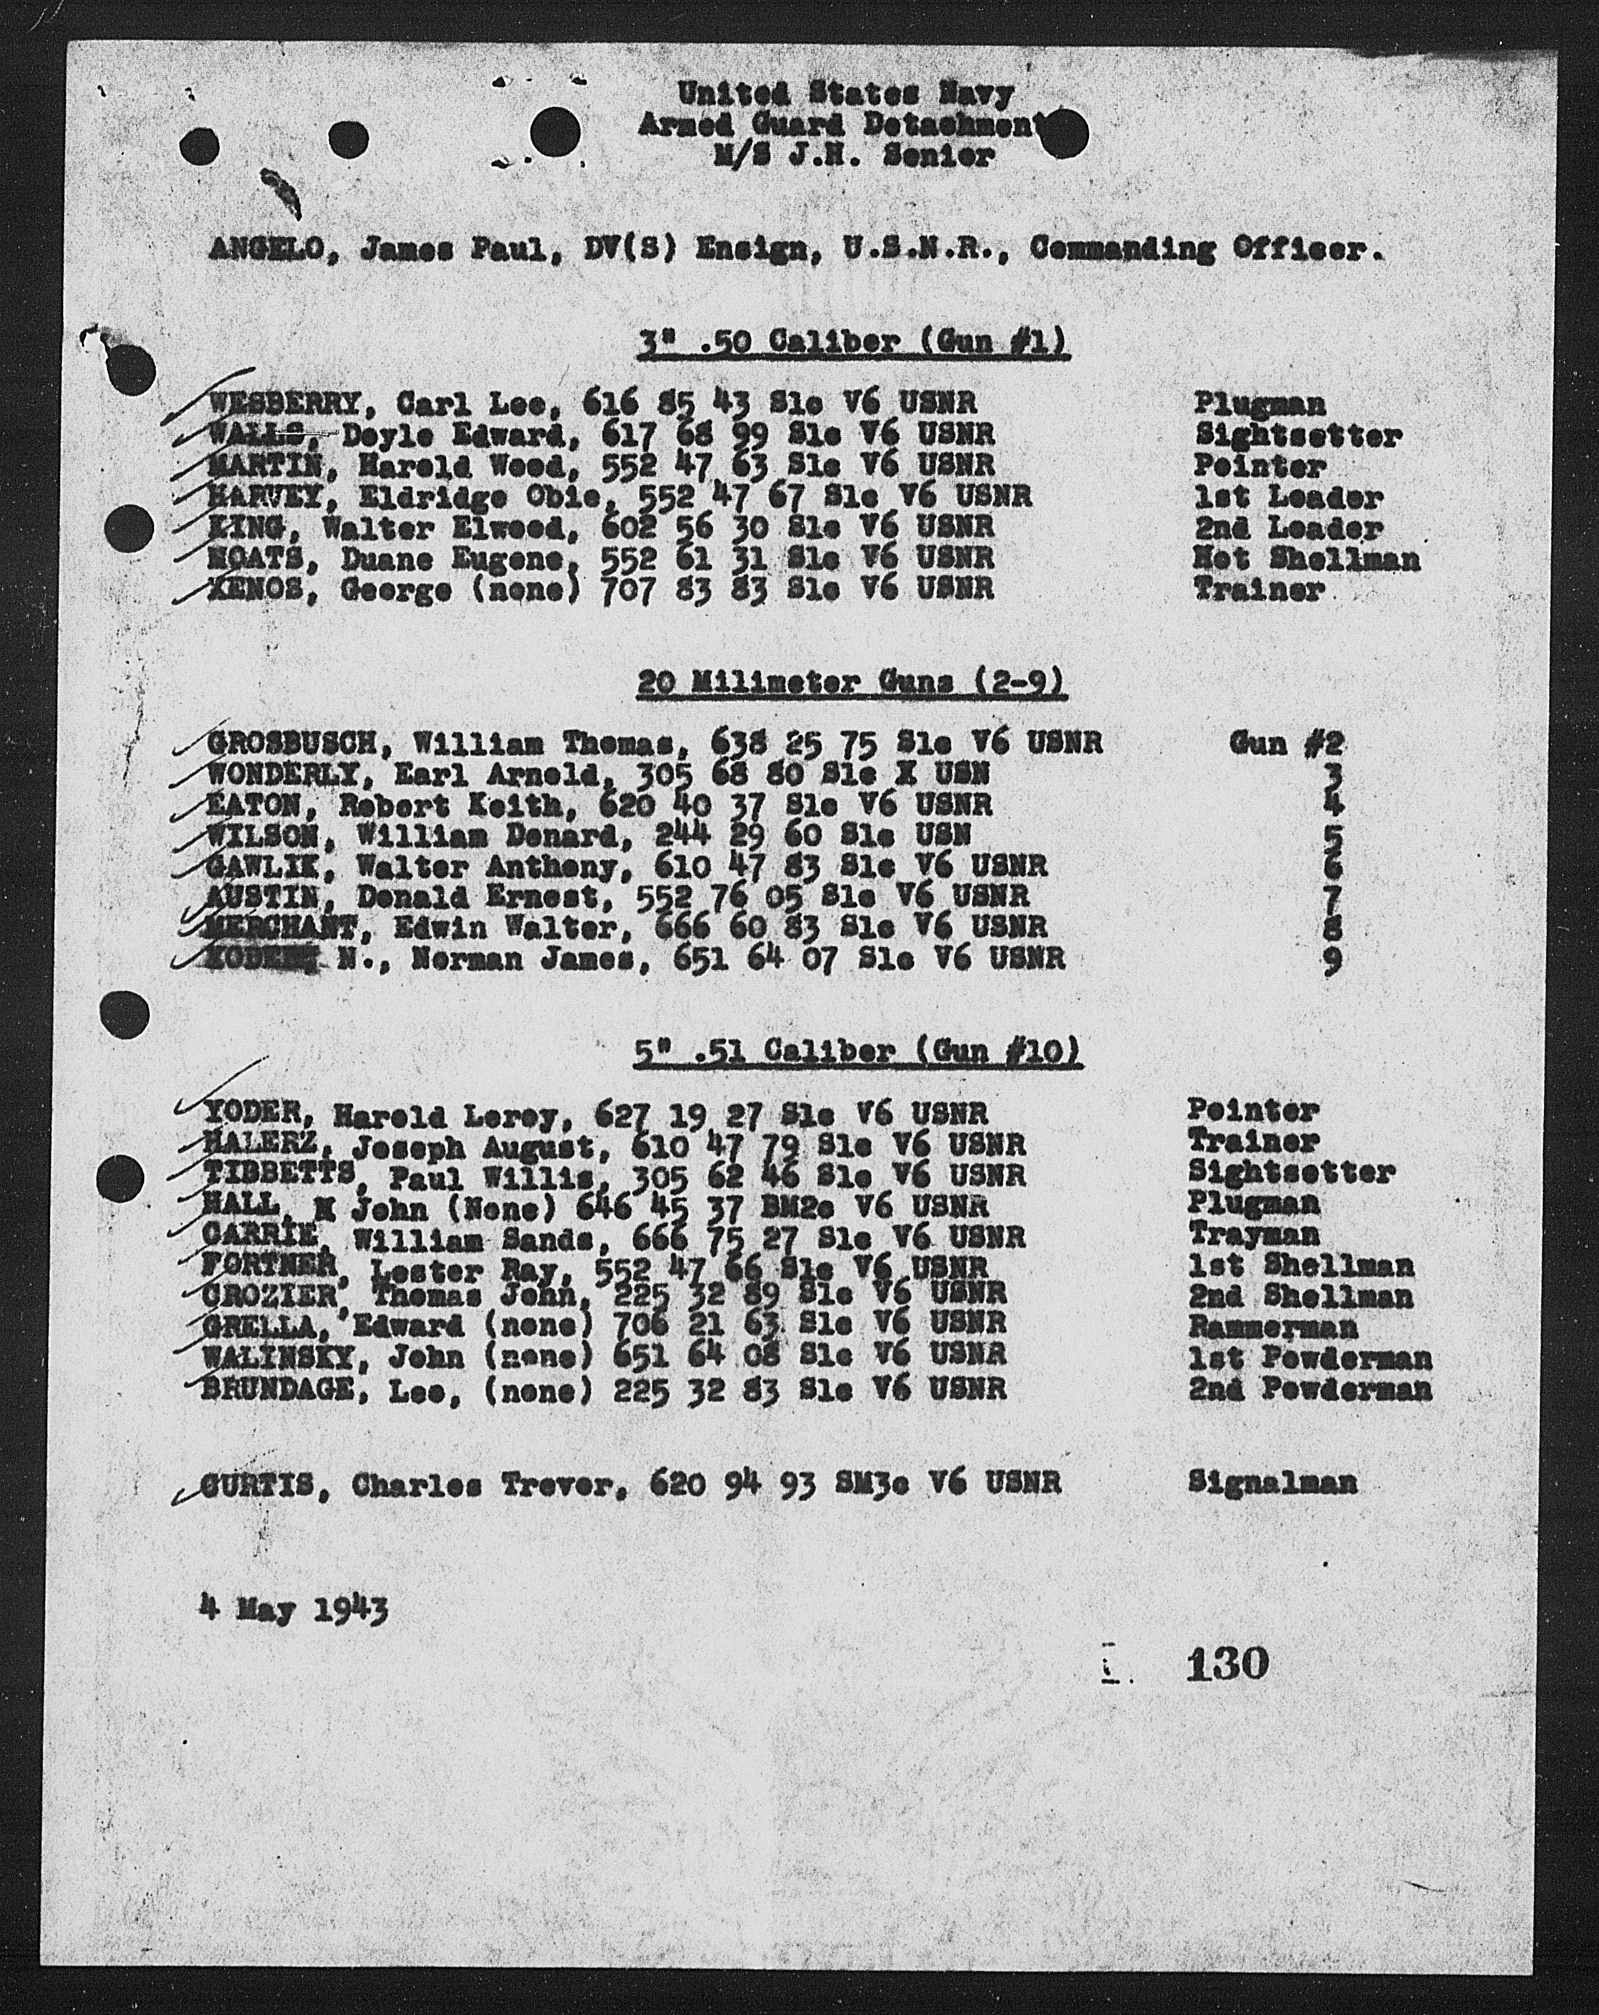 United States Navy
Armed Guard Detachment
M/S J.H. Senior
ANGELO, James Paul, DV(S) Ensign, U.S.N.R., Commanding Officer.
3" .50 Caliber (Gun #1)
WESBERRY, Carl Lee, 616 85 43 S1c V6 USNR Plugman
WALLS, Doyle Edward, 617 68 99 S1c V6 USNR Sightsetter
MARTIN, Harold Wood, 552 47 63 S1c V6 USNR Pointer
HARVEY, Eldridge Obie, 552 47 67 S1c V6 USNR 1st Loader
KING, Walter Elwood, 602 56 30 S1c V6 USNR 2nd Loader
MOATS, Duane Eugene, 552 61 31 S1c V6 USNR Hot Shellman
XENOS, George (none) 707 83 83 S1c V6 USNR Trainer
20 Milimeter Guns (2-9)
GROSBUSCH, William Thomas, 638 25 75 S1c V6 USNR Gun #2
WONDERLY, Earl Arnold, 305 68 80 S1c X USN 3
EATON, Robert Keith, 620 40 37 S1c V6 USNR 4
WILSON, William Donard, 244 29 60 S1c USN 5
GAWLIK, Walter Anthony, 610 47 83 S1c V6 USNR 6
AUSTIN, Donald Ernest, 552 76 05 S1c V6 USNR 7
MERCHANT, Edwin Walter, 666 60 83 S1c V6 USNR 8
N., Norman James, 651 64 07 S1c V6 USNR 9
5" .51 Caliber (Gun #10)
YODER, Harold Leroy, 627 19 27 S1c V6 USNR Pointer
HALERZ, Joseph August, 610 47 79 S1c V6 USNR Trainer
TIBBETTS, Paul Willis, 305 62 46 S1c V6 USNR Sightsetter
HALL, John (None) 646 45 37 BM2c V6 USNR Plugman
CARRIE, William Sands, 666 75 27 S1c V6 USNR Trayman
FORTNER, Lester Ray, 552 47 66 S1c V6 USNR 1st Shellman
CROZIER, Thomas John, 225 32 89 S1c V6 USNR 2nd Shellman
GRELLA, Edward (none) 706 21 63 S1c V6 USNR Rammerman
WALINSKY, John (none) 651 64 08 S1c V6 USNR 1st Powderman
BRUNDAGE, Lee, (none) 225 32 83 S1c V6 USNR 2nd Powderman
CURTIS, Charles Trever, 620 94 93 SM3c V6 USNR Signalman
4 May 1943
130